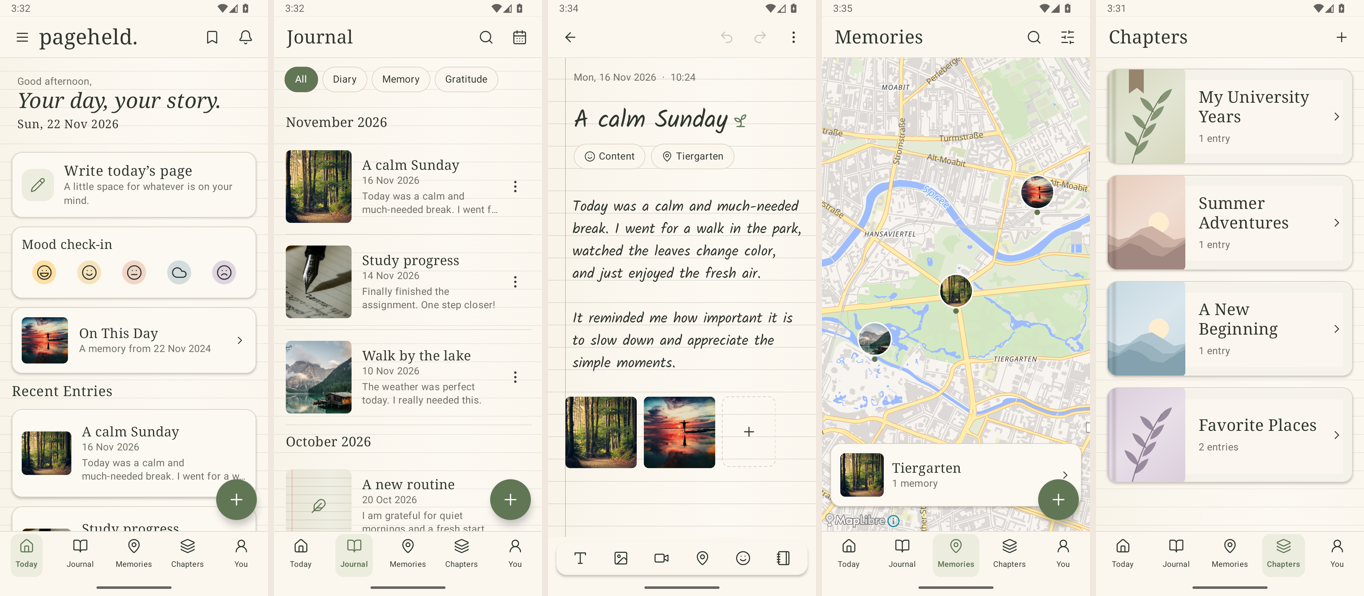 3:32
pageheld.
Good afternoon,
Your day, your story.
Sun, 22 Nov 2026
Write today's page
A little space for whatever is on your
mind.
Mood check-in
On This Day
A memory from 22 Nov 2024
Recent Entries
A calm Sunday
16 Nov 2026
Today was a calm and
much-needed break. I went for a w...
Study progress
Today
Journal
Memories
Chapters
You
3:32
Journal
All
Diary
Memory
Gratitude
November 2026
A calm Sunday
16 Nov 2026
Today was a calm and
much-needed break. I went f...
Study progress
14 Nov 2026
Finally finished the
assignment. One step closer!
Walk by the lake
10 Nov 2026
The weather was perfect
today. I really needed this.
October 2026
A new routine
20 Oct 2026
I am grateful for quiet
mornings and a fresh start
Today
Journal
Memories
Chapters
You
3:34
Mon, 16 Nov 2026 · 10:24
A calm Sunday
Content
Tiergarten
Today was a calm and much-needed
break. I went for a walk in the park,
watched the leaves change color,
and just enjoyed the fresh air.
It reminded me how important it is
to slow down and appreciate the
simple moments.
3:35
Memories
MOABIT
Perleberge
Stromstraße
Turmstraße
traße
Alt-Moabit
Alt-Moabit
Spree
straße
HANSAVIERTEL
TIERGARTEN
Tiergarten
1 memory
MapLibre
Today
Journal
Memories
Chapters
You
3:31
Chapters
My University
Years
1 entry
Summer
Adventures
1 entry
A New
Beginning
1 entry
Favorite Places
2 entries
Today
Journal
Memories
Chapters
You